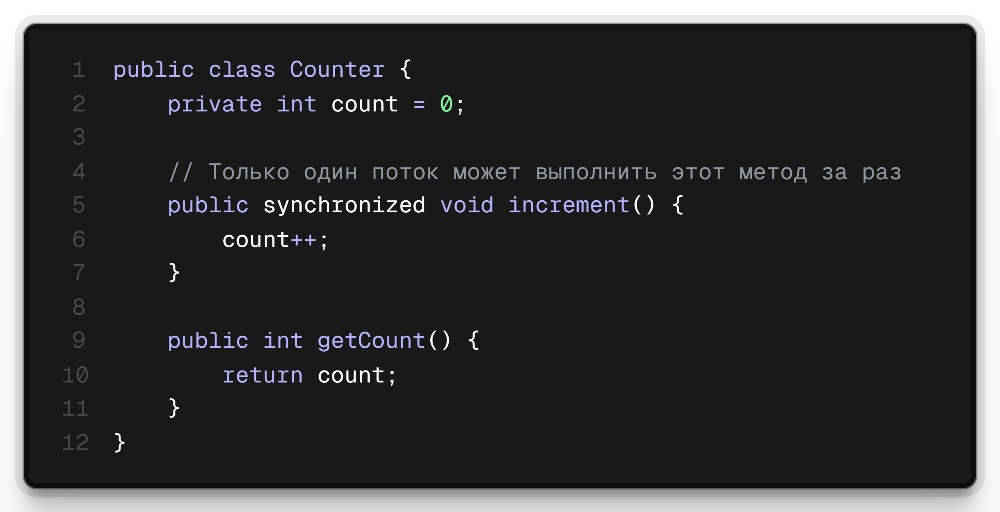 1 public class Counter {
2     private int count = 0;
3
4     // Только один поток может выполнить этот метод за раз
5     public synchronized void increment() {
6         count++;
7     }
8
9     public int getCount() {
10         return count;
11     }
12 }